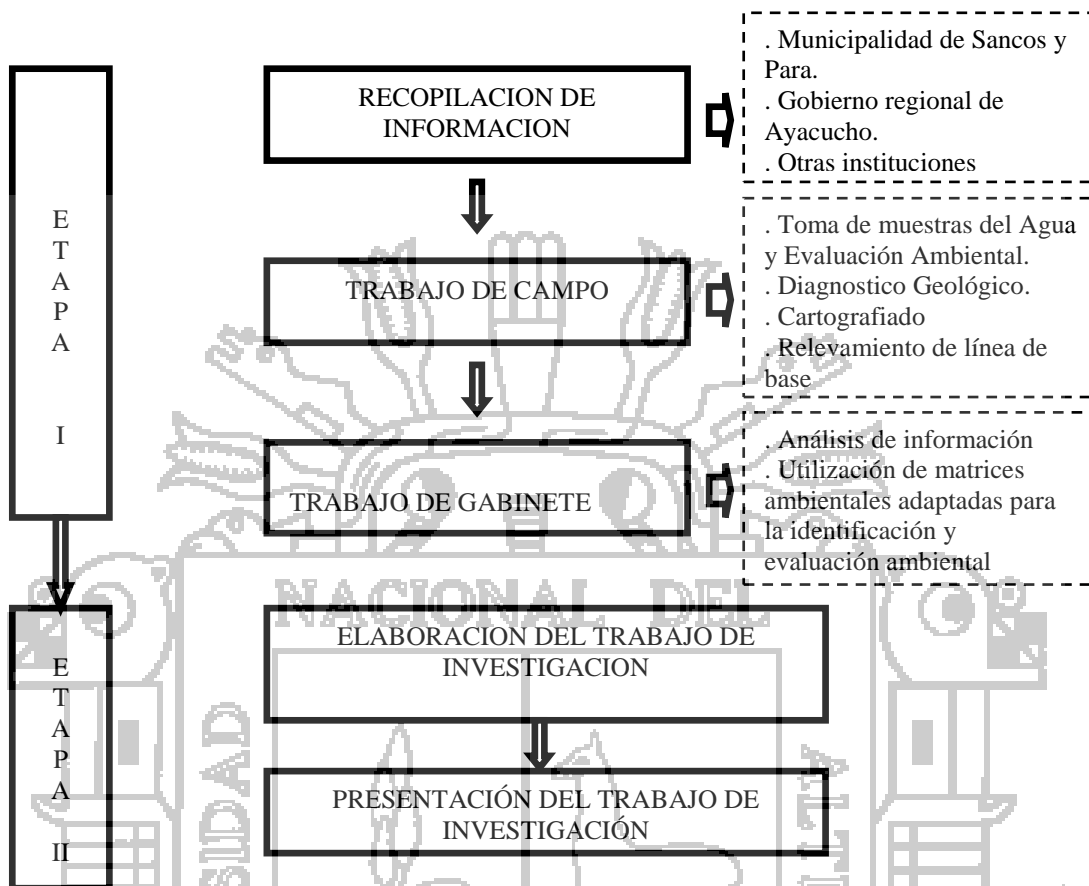 E
T
A
P
A
I
RECOPILACION DE
INFORMACION
. Municipalidad de Sancos y
Para.
. Gobierno regional de
Ayacucho.
. Otras instituciones
TRABAJO DE CAMPO
. Toma de muestras del Agua
y Evaluación Ambiental.
. Diagnostico Geológico.
. Cartografiado
. Relevamiento de línea de
base
TRABAJO DE GABINETE
. Análisis de información
. Utilización de matrices
ambientales adaptadas para
la identificación y
evaluación ambiental
E
T
A
P
A
II
ELABORACION DEL TRABAJO DE
INVESTIGACION
PRESENTACIÓN DEL TRABAJO DE
INVESTIGACIÓN
NACIONAL DEL